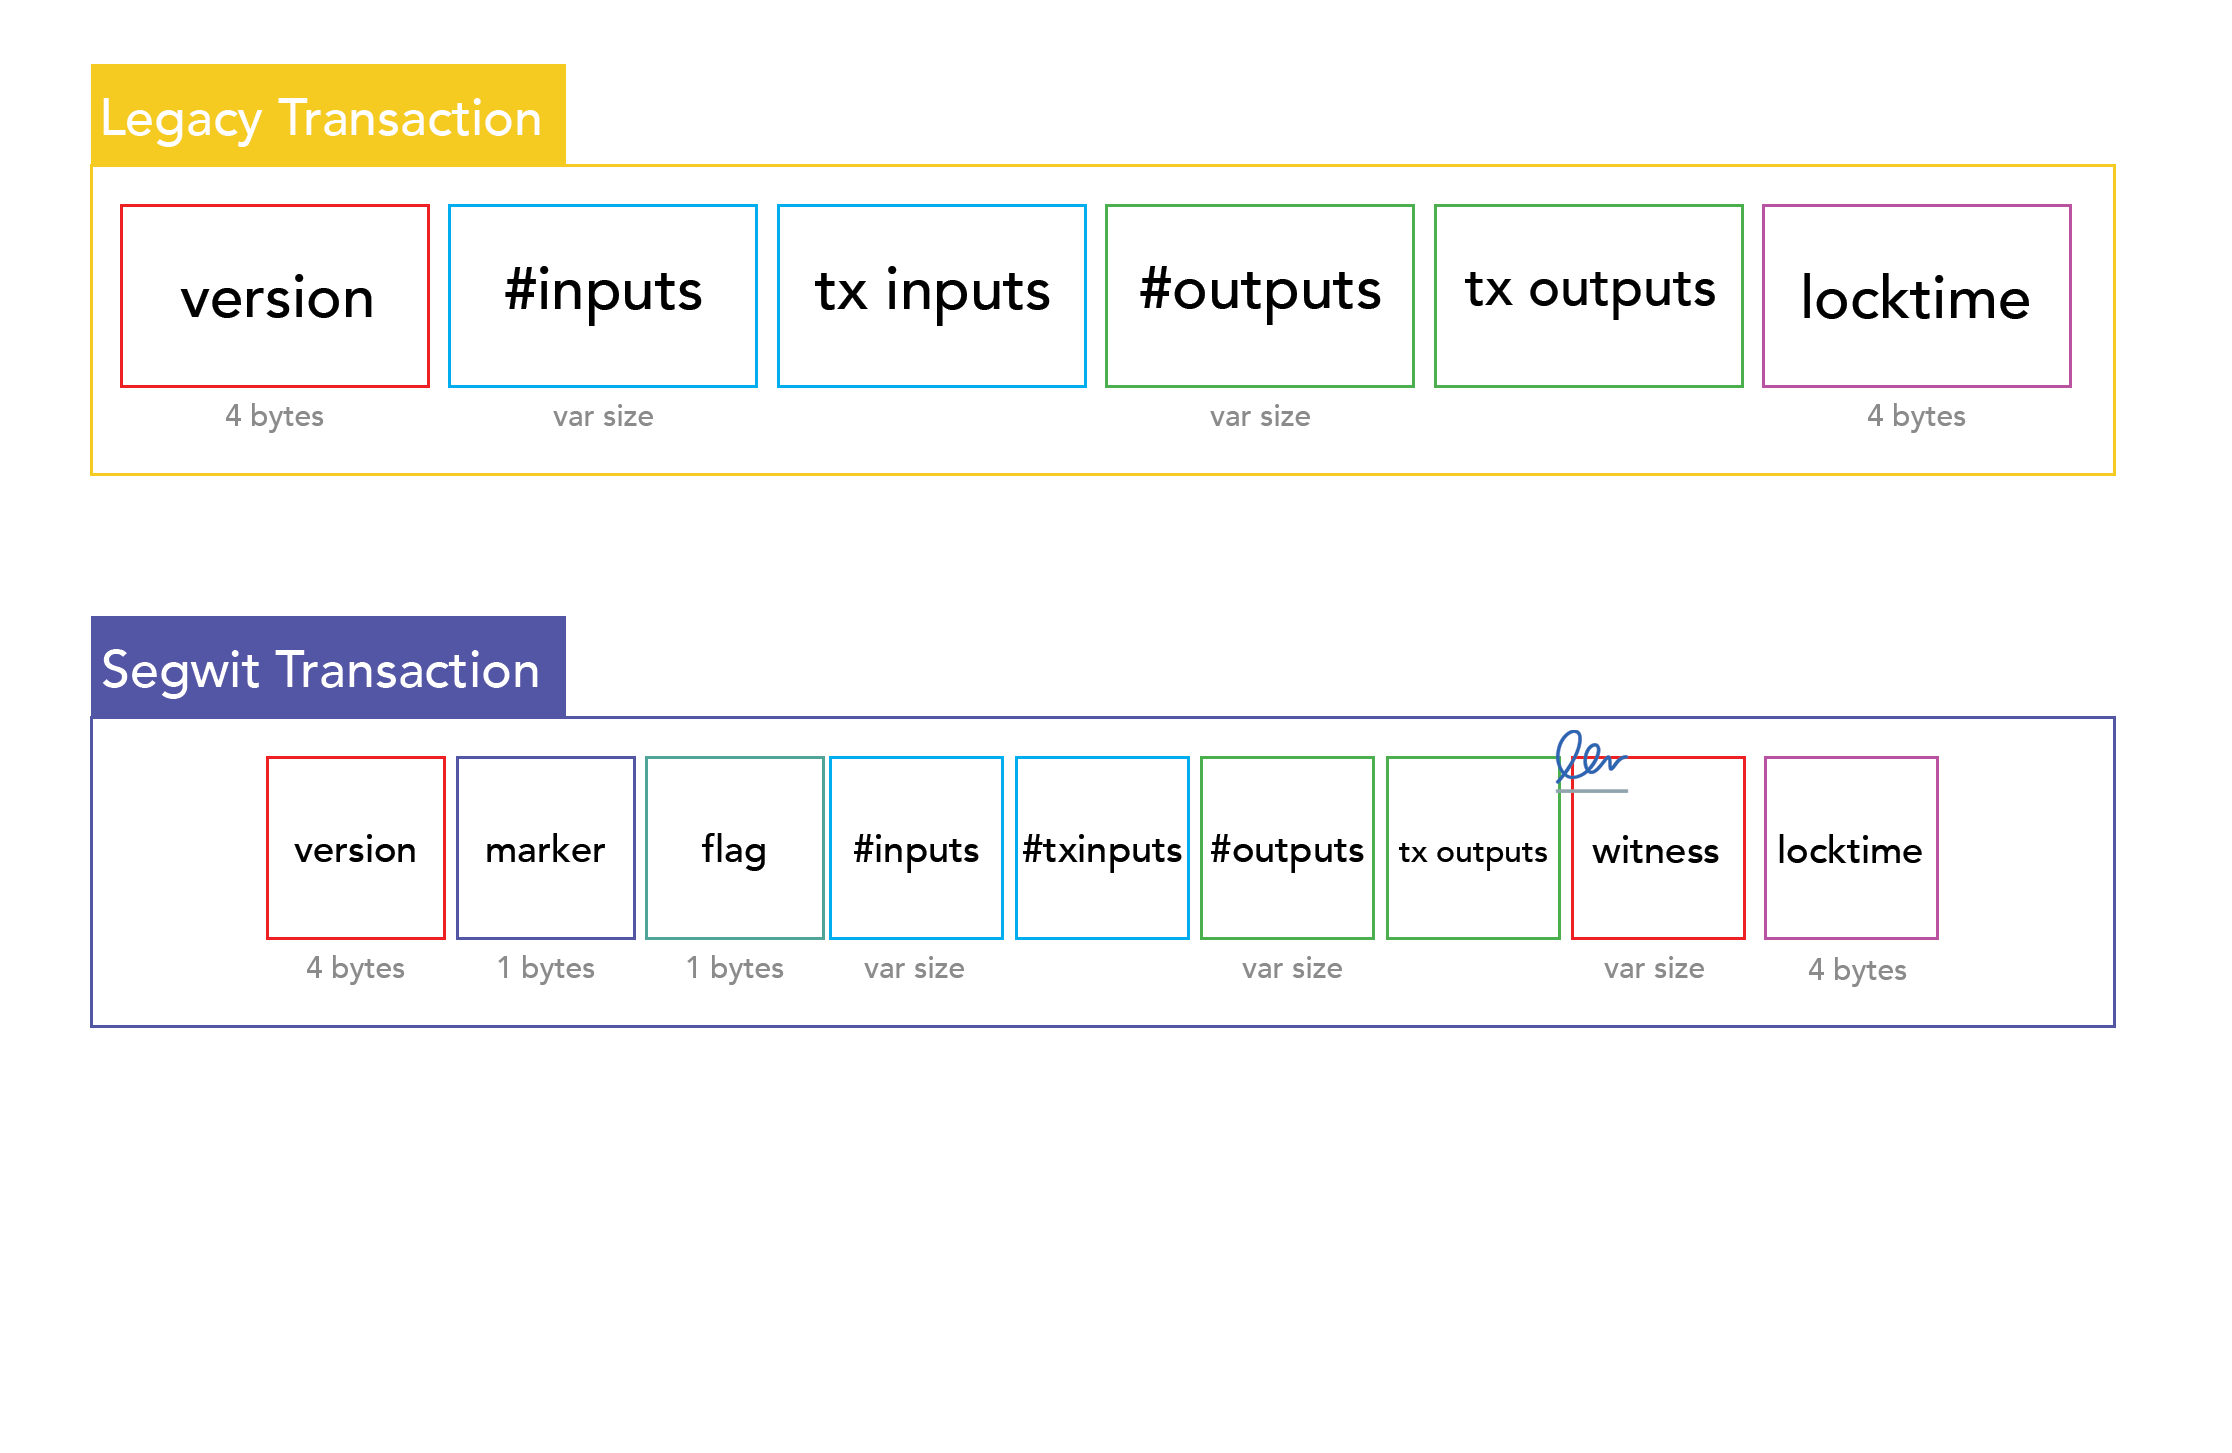 Legacy Transaction
version #inputs tx inputs #outputs tx outputs locktime
4 bytes var size var size 4 bytes
Segwit Transaction
version marker flag #inputs #txinputs #outputs tx outputs witness locktime
4 bytes 1 bytes 1 bytes var size var size var size 4 bytes